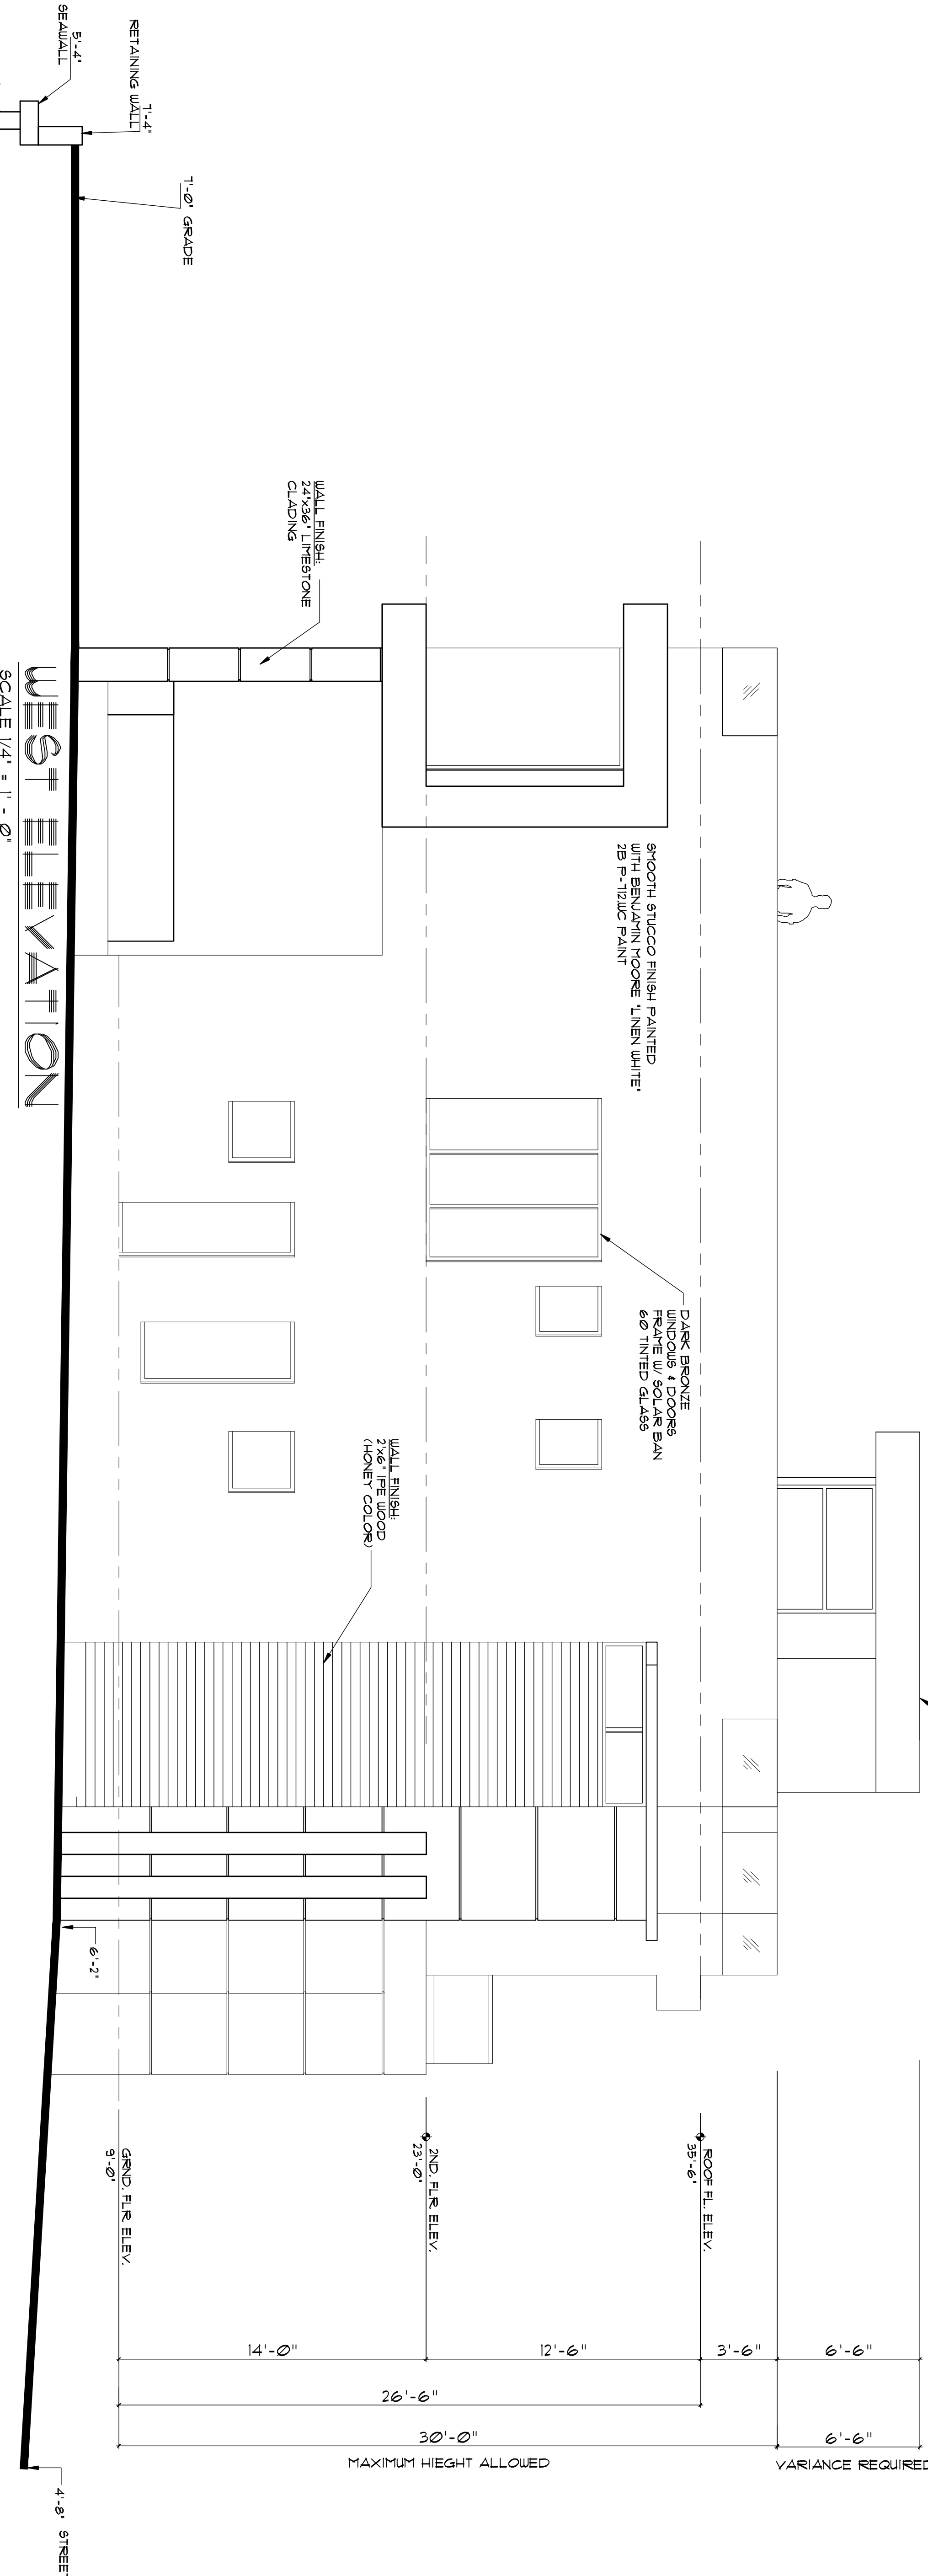 5'-4"
SEAWALL
7'-4"
RETAINING WALL
7'-0" GRADE
WALL FINISH:
24"x36" LIMESTONE
CLADING
SMOOTH STUCCO FINISH PAINTED
WITH BENJAMIN MOORE "LINEN WHITE"
2B P-712.WC PAINT
DARK BRONZE
WINDOWS & DOORS
FRAME W/ SOLAR BAN
60 TINTED GLASS
WALL FINISH:
2"x6" IPE WOOD
(HONEY COLOR)
6'-2"
ROOF FL. ELEV.
35'-6"
2ND. FLR. ELEV.
23'-0"
GRND. FLR. ELEV.
9'-0"
14'-0"
12'-6"
3'-6"
6'-6"
26'-6"
30'-0"
6'-6"
MAXIMUM HIEGHT ALLOWED
VARIANCE REQUIRED
4'-8" STREET
WEST ELEVATION
SCALE 1/4" = 1' - 0"